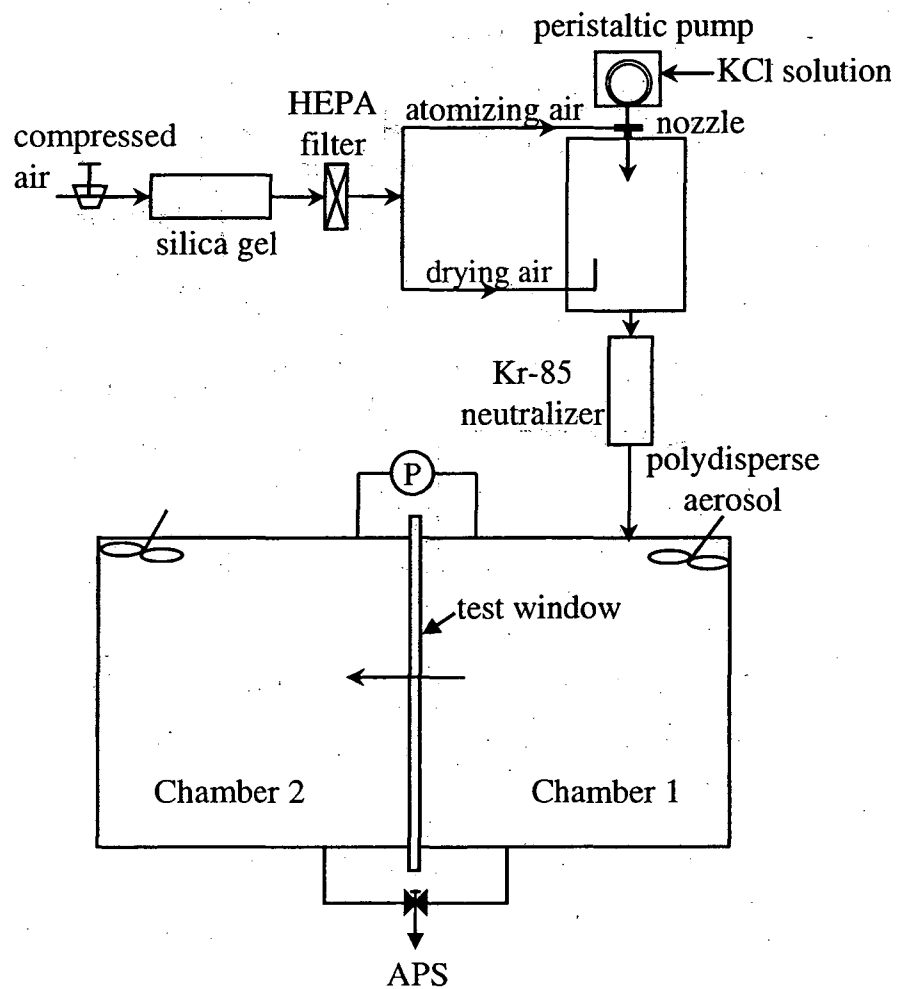 peristaltic pump
KCl solution
HEPA
filter
atomizing air
nozzle
compressed
air
silica gel
drying air
Kr-85
neutralizer
polydisperse
aerosol
P
test window
Chamber 2
Chamber 1
APS